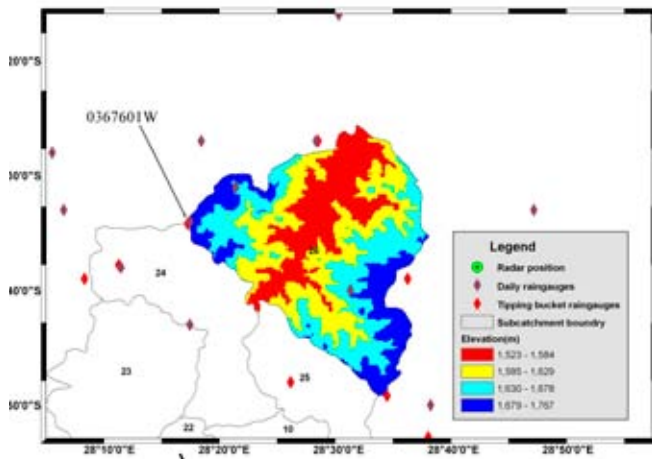 20'0"S
0367601W
30'0"S
24
26
Legend
Radar position
Daily raingauges
Tipping bucket raingauges
Subcatchment boundry
Elevation(m)
1,523 - 1,584
1,585 - 1,629
1,630 - 1,678
1,679 - 1,767
40'0"S
23
25
50'0"S
22
10
28°10'0"E 28°20'0"E 28°30'0"E 28°40'0"E 28°50'0"E